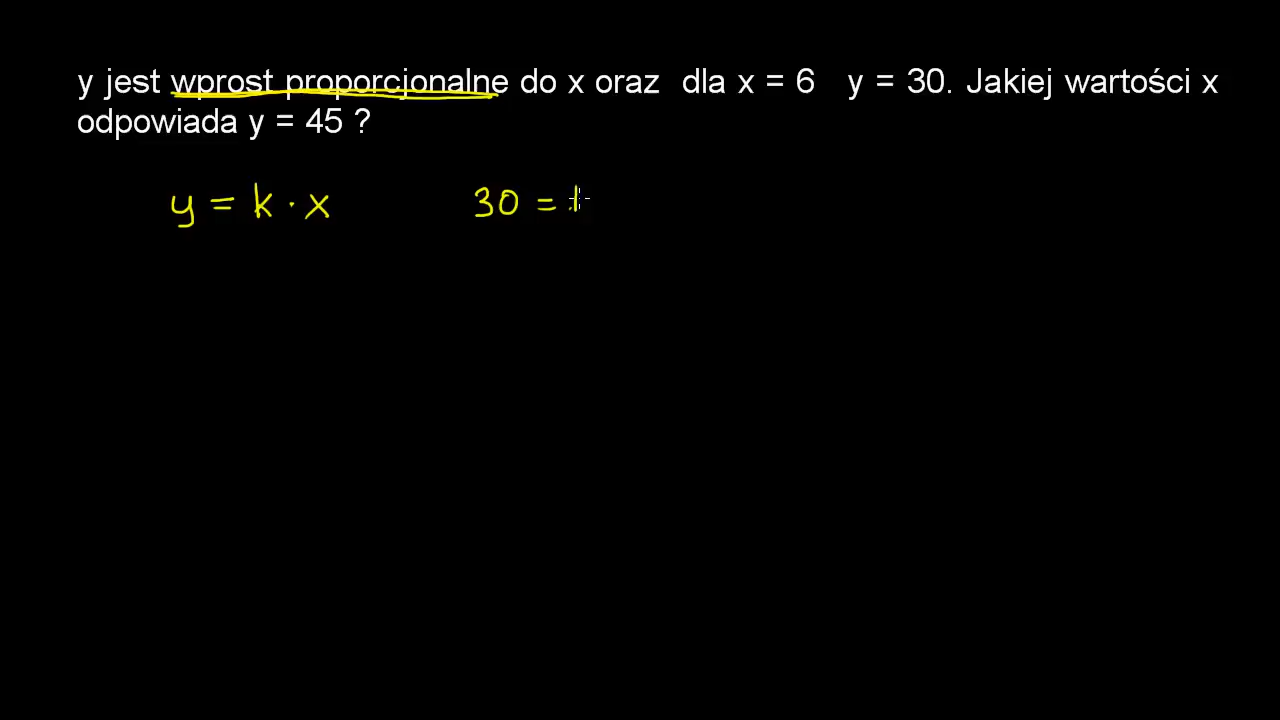 y jest wprost proporcjonalne do x oraz dla x = 6 y = 30. Jakiej wartości x
odpowiada y = 45 ?
y = k · x 30 =